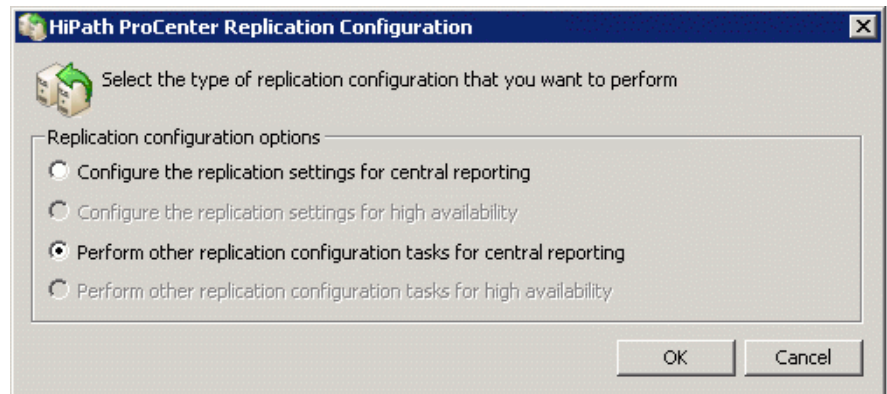 HiPath ProCenter Replication Configuration
Select the type of replication configuration that you want to perform
Replication configuration options
Configure the replication settings for central reporting
Configure the replication settings for high availability
Perform other replication configuration tasks for central reporting
Perform other replication configuration tasks for high availability
OK Cancel